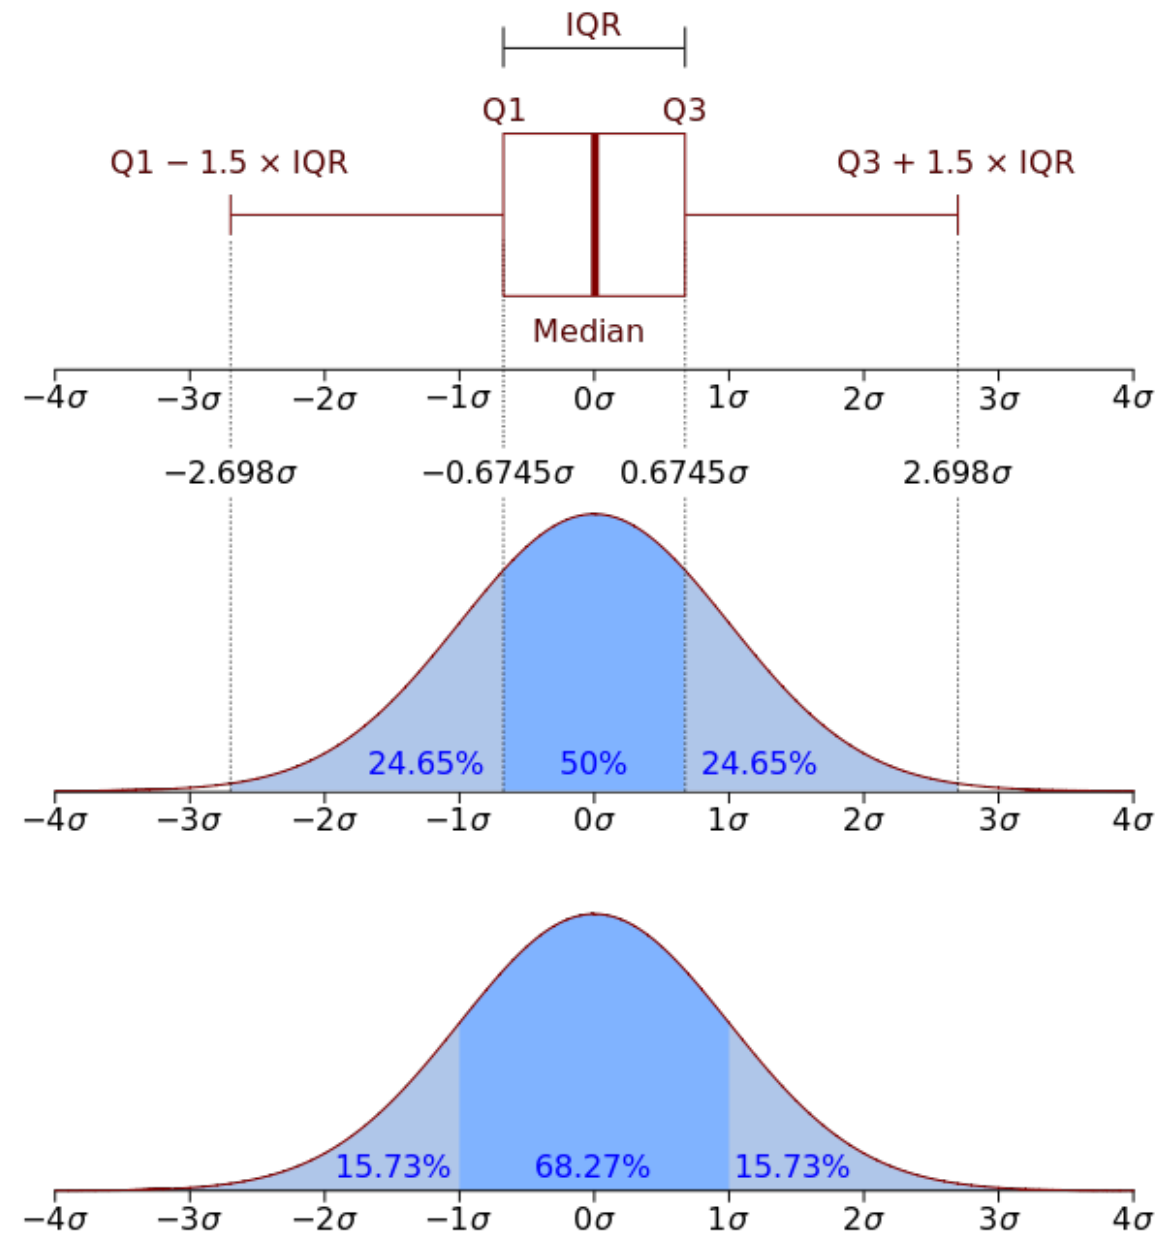 IQR
Q1 Q3
Q1 − 1.5 × IQR Q3 + 1.5 × IQR
Median
−4σ −3σ −2σ −1σ 0σ 1σ 2σ 3σ 4σ
−2.698σ −0.6745σ 0.6745σ 2.698σ
24.65% 50% 24.65%
−4σ −3σ −2σ −1σ 0σ 1σ 2σ 3σ 4σ
15.73% 68.27% 15.73%
−4σ −3σ −2σ −1σ 0σ 1σ 2σ 3σ 4σ